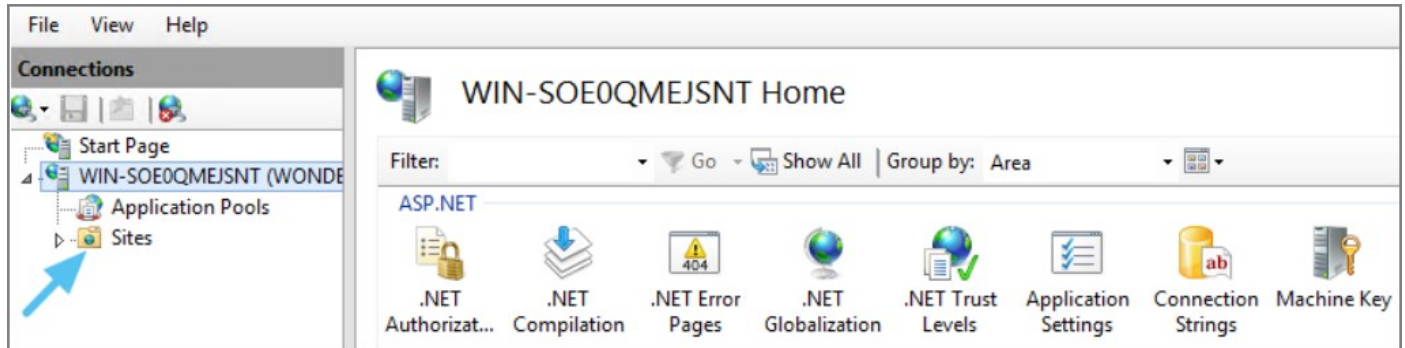 File View Help
Connections
WIN-SOE0QMEJSNT Home
Start Page
WIN-SOE0QMEJSNT (WONDE
Application Pools
Sites
Filter: Go Show All Group by: Area
ASP.NET
404
ab
.NET Authorizat...
.NET Compilation
.NET Error Pages
.NET Globalization
.NET Trust Levels
Application Settings
Connection Strings
Machine Key